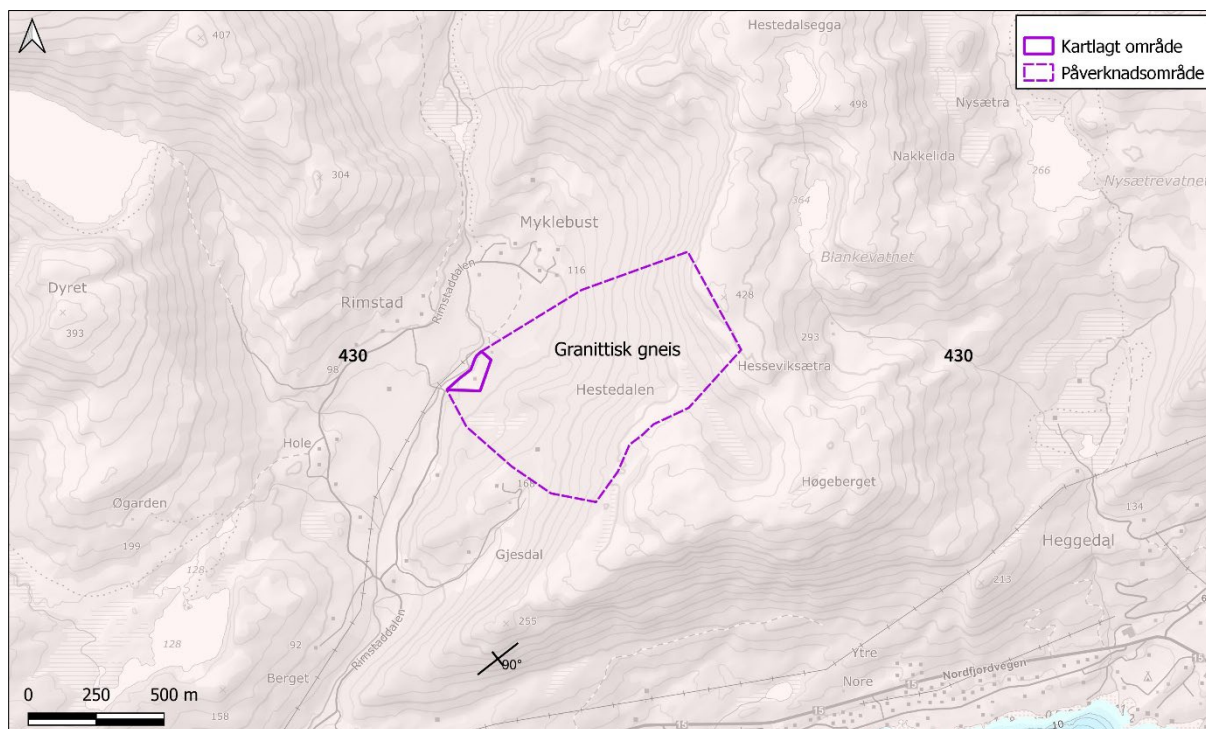 Hestedalsegga
Kartlagt område
Påverknadsområde
407
498
Nysætra
Nakkelida
304
266
Nysætrevatnet
Myklebust
364
Blankevatnet
116
Rimstaddalen
Dyret
Rimstad
428
393
293
430
Granittisk gneis
Hesseviksætra
430
98
Hestedalen
Hole
Høgeberget
Øgarden
134
199
Gjesdal
Heggedal
128
213
128
Rimstaddalen
255
92
90°
Ytre
Nore
Nordfjordvegen
Berget
0 250 500 m
158
15
15
10